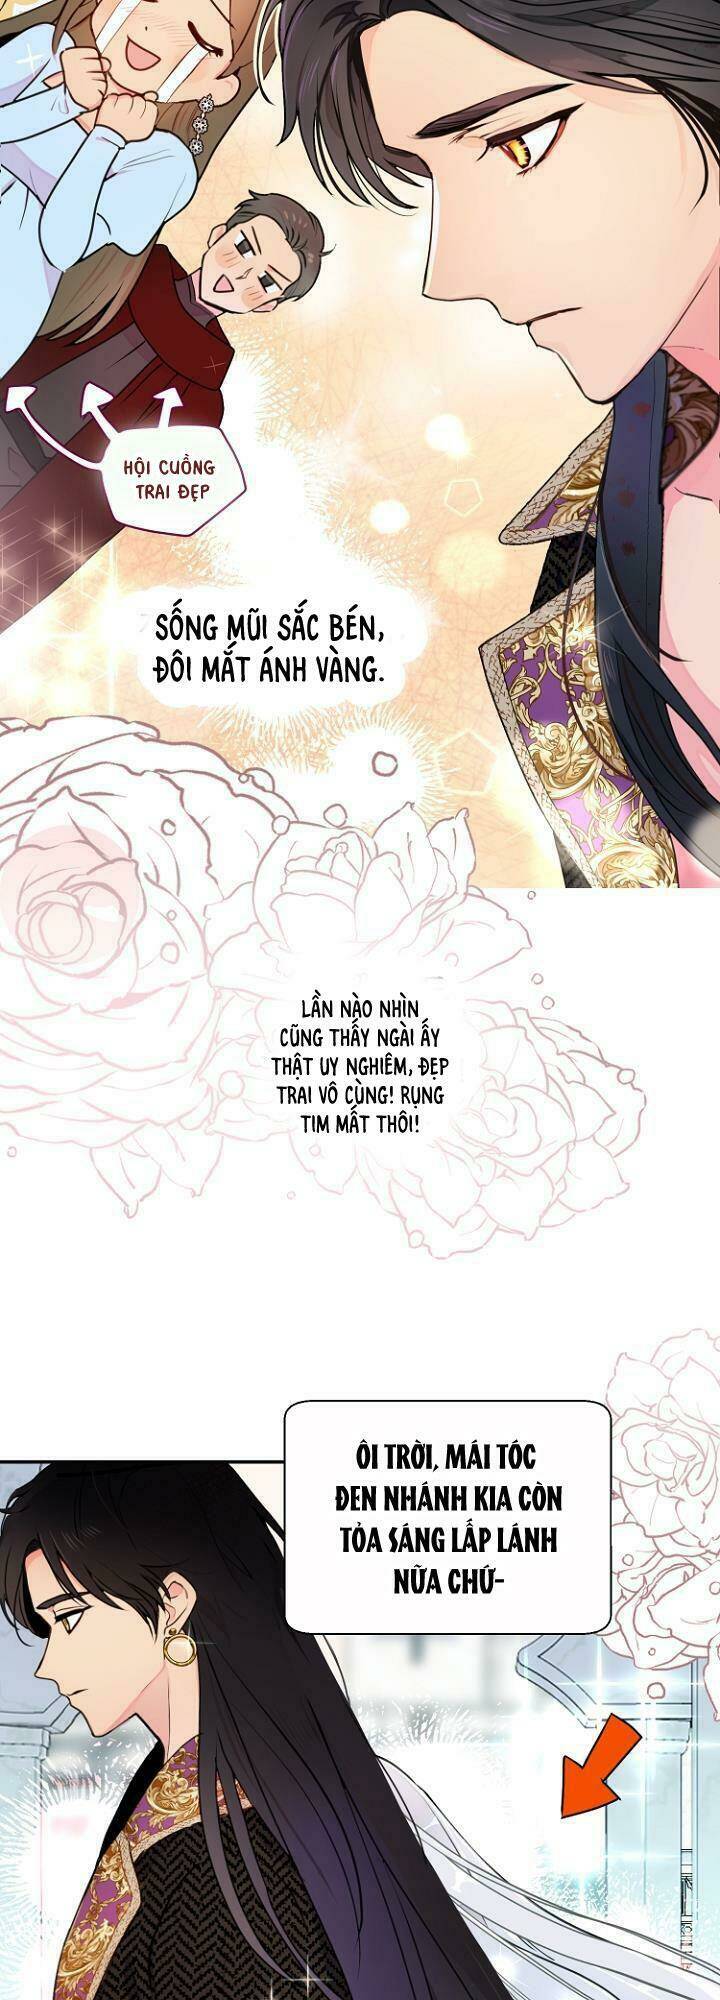 HỘI CUỒNG
TRAI ĐẸP
SỐNG MŨI SẮC BÉN,
ĐÔI MẮT ÁNH VÀNG.
LẦN NÀO NHÌN
CŨNG THẤY NGÀI ẤY
THẬT UY NGHIÊM, ĐẸP
TRAI VÔ CÙNG! RỤNG
TIM MẤT THÔI!
ÔI TRỜI, MÁI TÓC
ĐEN NHÁNH KIA CÒN
TỎA SÁNG LẤP LÁNH
NỮA CHỨ-